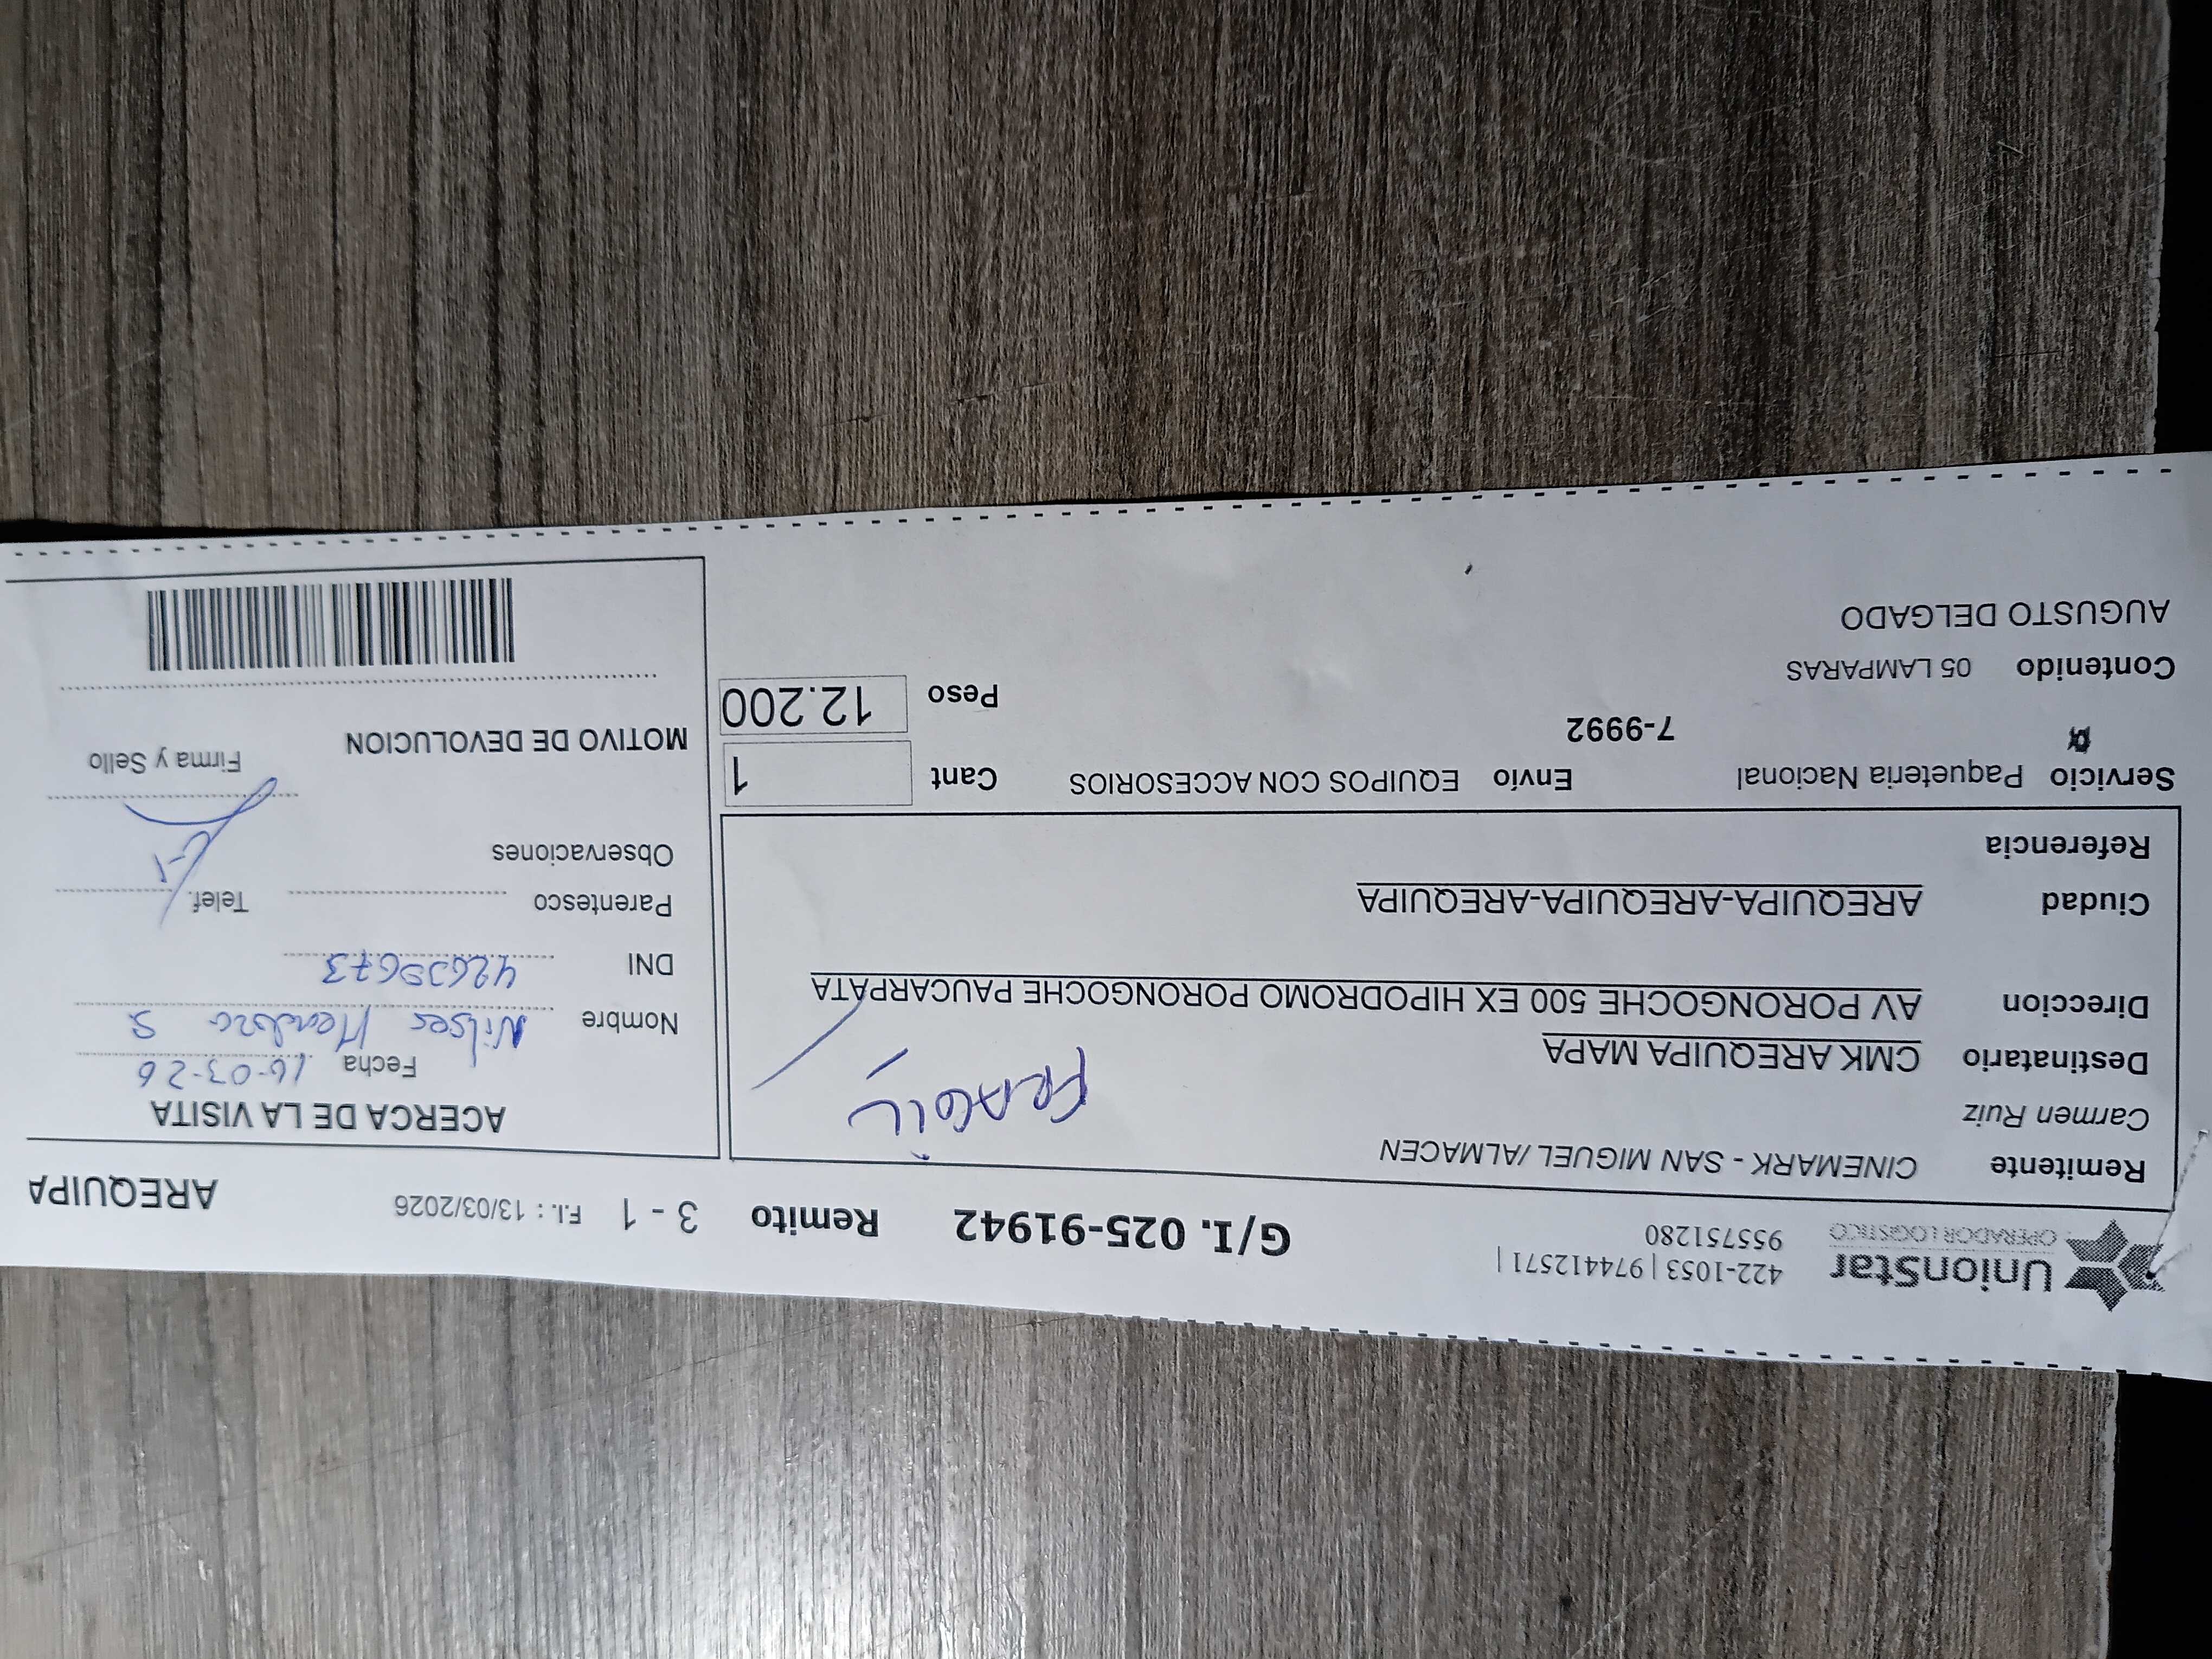 UnionStar
OPERADOR LOGISTICO
422-1053 | 974412571 |
955751280
G/I. 025-91942 Remito 3 - 1 F.I. : 13/03/2026 AREQUIPA
Remitente CINEMARK - SAN MIGUEL /ALMACEN
Carmen Ruiz
FRAGIL
Destinatario CMK AREQUIPA MAPA
Direccion AV PORONGOCHE 500 EX HIPODROMO PORONGOCHE PAUCARPATA
Ciudad AREQUIPA-AREQUIPA-AREQUIPA
Referencia
Servicio Paqueteria Nacional Envío EQUIPOS CON ACCESORIOS Cant 1
7-9992
Peso 12.200
Contenido 05 LAMPARAS
AUGUSTO DELGADO
ACERCA DE LA VISITA
Fecha 16-03-26
Nombre
DNI 42639673
Parentesco Telef.
Observaciones
Firma y Sello
MOTIVO DE DEVOLUCION